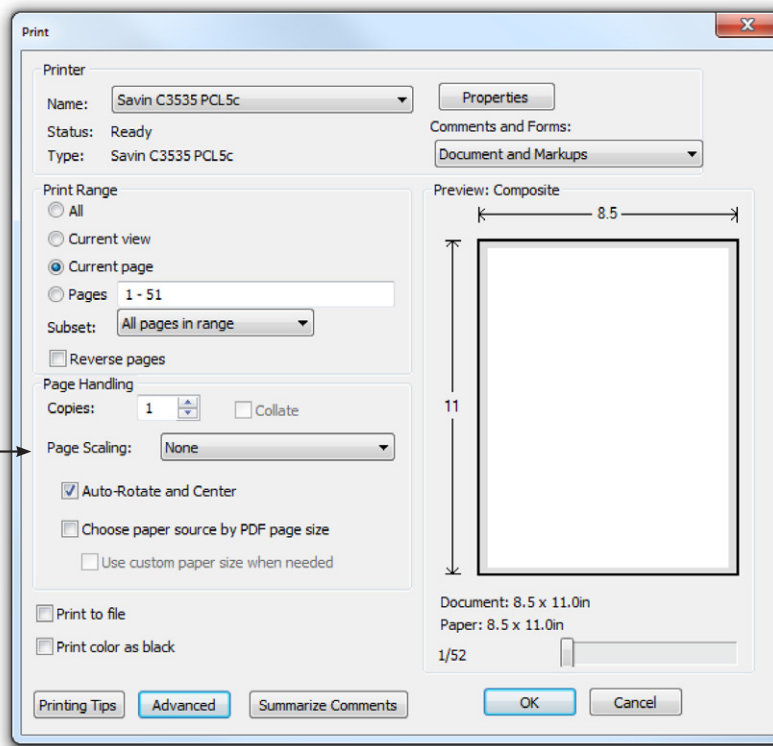 Print
Printer
Name: Savin C3535 PCL5c
Properties
Status: Ready
Comments and Forms:
Type: Savin C3535 PCL5c
Document and Markups
Print Range
All
Current view
Current page
Pages 1 - 51
Subset: All pages in range
Reverse pages
Page Handling
Copies: 1 Collate
Page Scaling: None
Auto-Rotate and Center
Choose paper source by PDF page size
Use custom paper size when needed
Print to file
Print color as black
Preview: Composite
8.5
11
Document: 8.5 x 11.0in
Paper: 8.5 x 11.0in
1/52
Printing Tips Advanced Summarize Comments OK Cancel